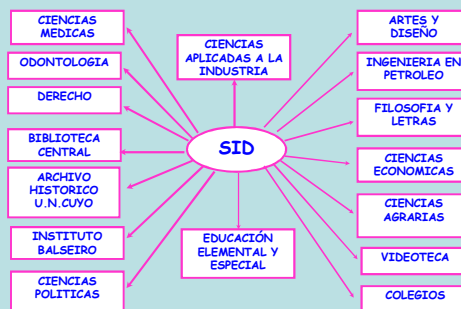 CIENCIAS
MEDICAS
ODONTOLOGIA
DERECHO
BIBLIOTECA
CENTRAL
ARCHIVO
HISTORICO
U.N.CUYO
INSTITUTO
BALSEIRO
CIENCIAS
POLITICAS
CIENCIAS
APLICADAS A LA
INDUSTRIA
SID
EDUCACIÓN
ELEMENTAL Y
ESPECIAL
ARTES Y
DISEÑO
INGENIERIA EN
PETROLEO
FILOSOFIA Y
LETRAS
CIENCIAS
ECONOMICAS
CIENCIAS
AGRARIAS
VIDEOTECA
COLEGIOS